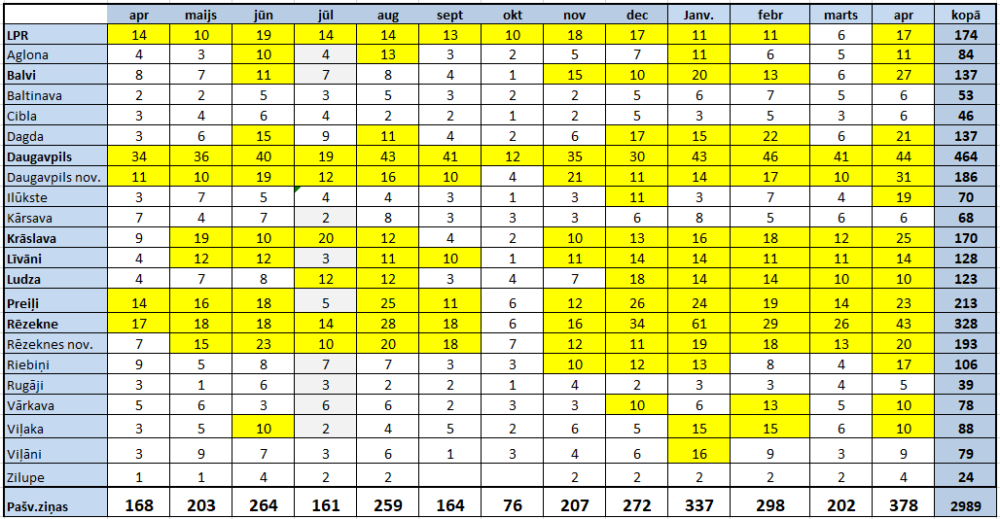 apr maijs jūn jūl aug sept okt nov dec Janv. febr marts apr kopā
LPR 14 10 19 14 14 13 10 18 17 11 11 6 17 174
Aglona 4 3 10 4 13 3 2 5 7 11 6 5 11 84
Balvi 8 7 11 7 8 4 1 15 10 20 13 6 27 137
Baltinava 2 2 5 3 5 3 2 2 5 6 7 5 6 53
Cibla 3 4 6 4 2 2 1 2 5 3 5 3 6 46
Dagda 3 6 15 9 11 4 2 6 17 15 22 6 21 137
Daugavpils 34 36 40 19 43 41 12 35 30 43 46 41 44 464
Daugavpils nov. 11 10 19 12 16 10 4 21 11 14 17 10 31 186
Ilūkste 3 7 5 4 4 3 1 3 11 3 7 4 19 70
Kārsava 7 4 7 2 8 3 3 3 6 8 5 6 6 68
Krāslava 9 19 10 20 12 4 2 10 13 16 18 12 25 170
Līvāni 4 12 12 3 11 10 1 11 14 14 11 11 14 128
Ludza 4 7 8 12 12 3 4 7 18 14 14 10 10 123
Preiļi 14 16 18 5 25 11 6 12 26 24 19 14 23 213
Rēzekne 17 18 18 14 28 18 6 16 34 61 29 26 43 328
Rēzeknes nov. 7 15 23 10 20 18 7 12 11 19 18 13 20 193
Riebiņi 9 5 8 7 7 3 3 10 12 13 8 4 17 106
Rugāji 3 1 6 3 2 2 1 4 2 3 3 4 5 39
Vārkava 5 6 3 6 6 2 3 3 10 6 13 5 10 78
Viļaka 3 5 10 2 4 5 2 6 5 15 15 6 10 88
Viļāni 3 9 7 3 6 1 3 4 6 16 9 3 9 79
Zilupe 1 1 4 2 2 2 2 2 2 2 4 24
Pašv.ziņas 168 203 264 161 259 164 76 207 272 337 298 202 378 2989